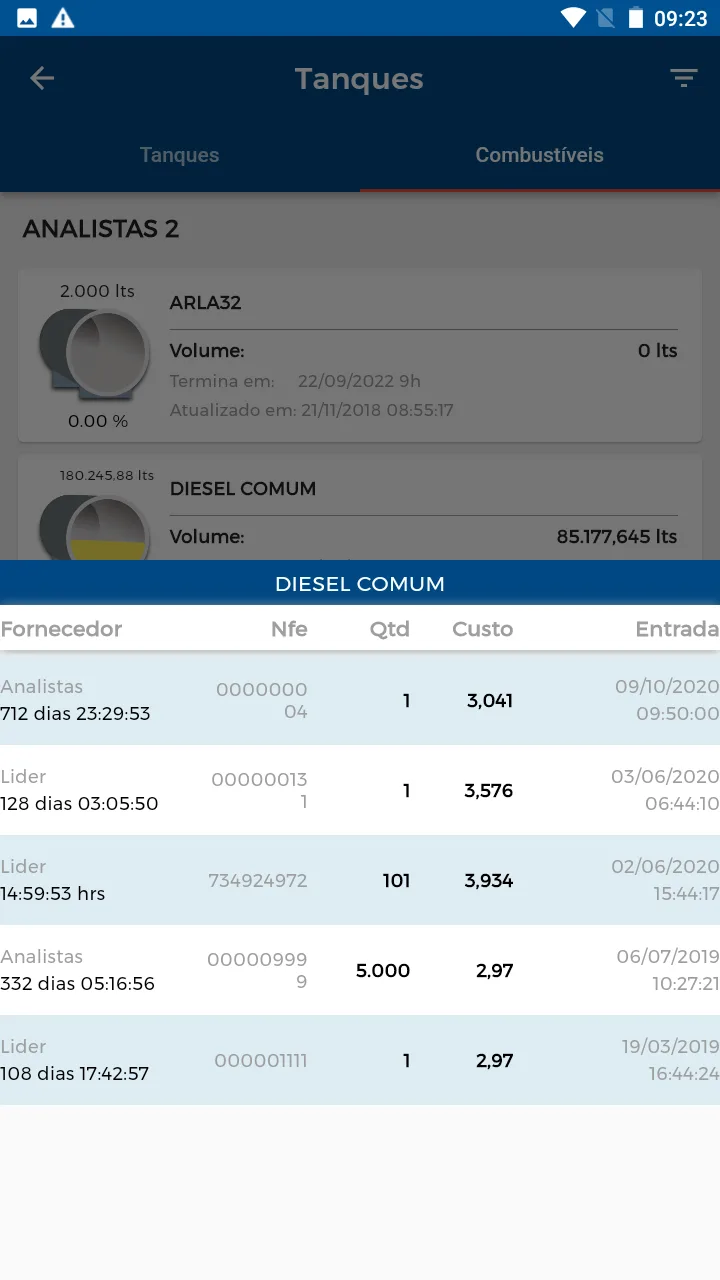 09:23
Tanques
Tanques Combustíveis
ANALISTAS 2
2.000 lts
ARLA32
Volume: 0 lts
Termina em: 22/09/2022 9h
Atualizado em: 21/11/2018 08:55:17
0.00 %
180.245,88 lts
DIESEL COMUM
Volume: 85.177,645 lts
DIESEL COMUM
Fornecedor Nfe Qtd Custo Entrada
Analistas 0000000 09/10/2020
712 dias 23:29:53 04 1 3,041 09:50:00
Lider 00000013 03/06/2020
128 dias 03:05:50 1 1 3,576 06:44:10
Lider 02/06/2020
14:59:53 hrs 734924972 101 3,934 15:44:17
Analistas 00000999 06/07/2019
332 dias 05:16:56 9 5.000 2,97 10:27:21
Lider 19/03/2019
108 dias 17:42:57 000001111 1 2,97 16:44:24